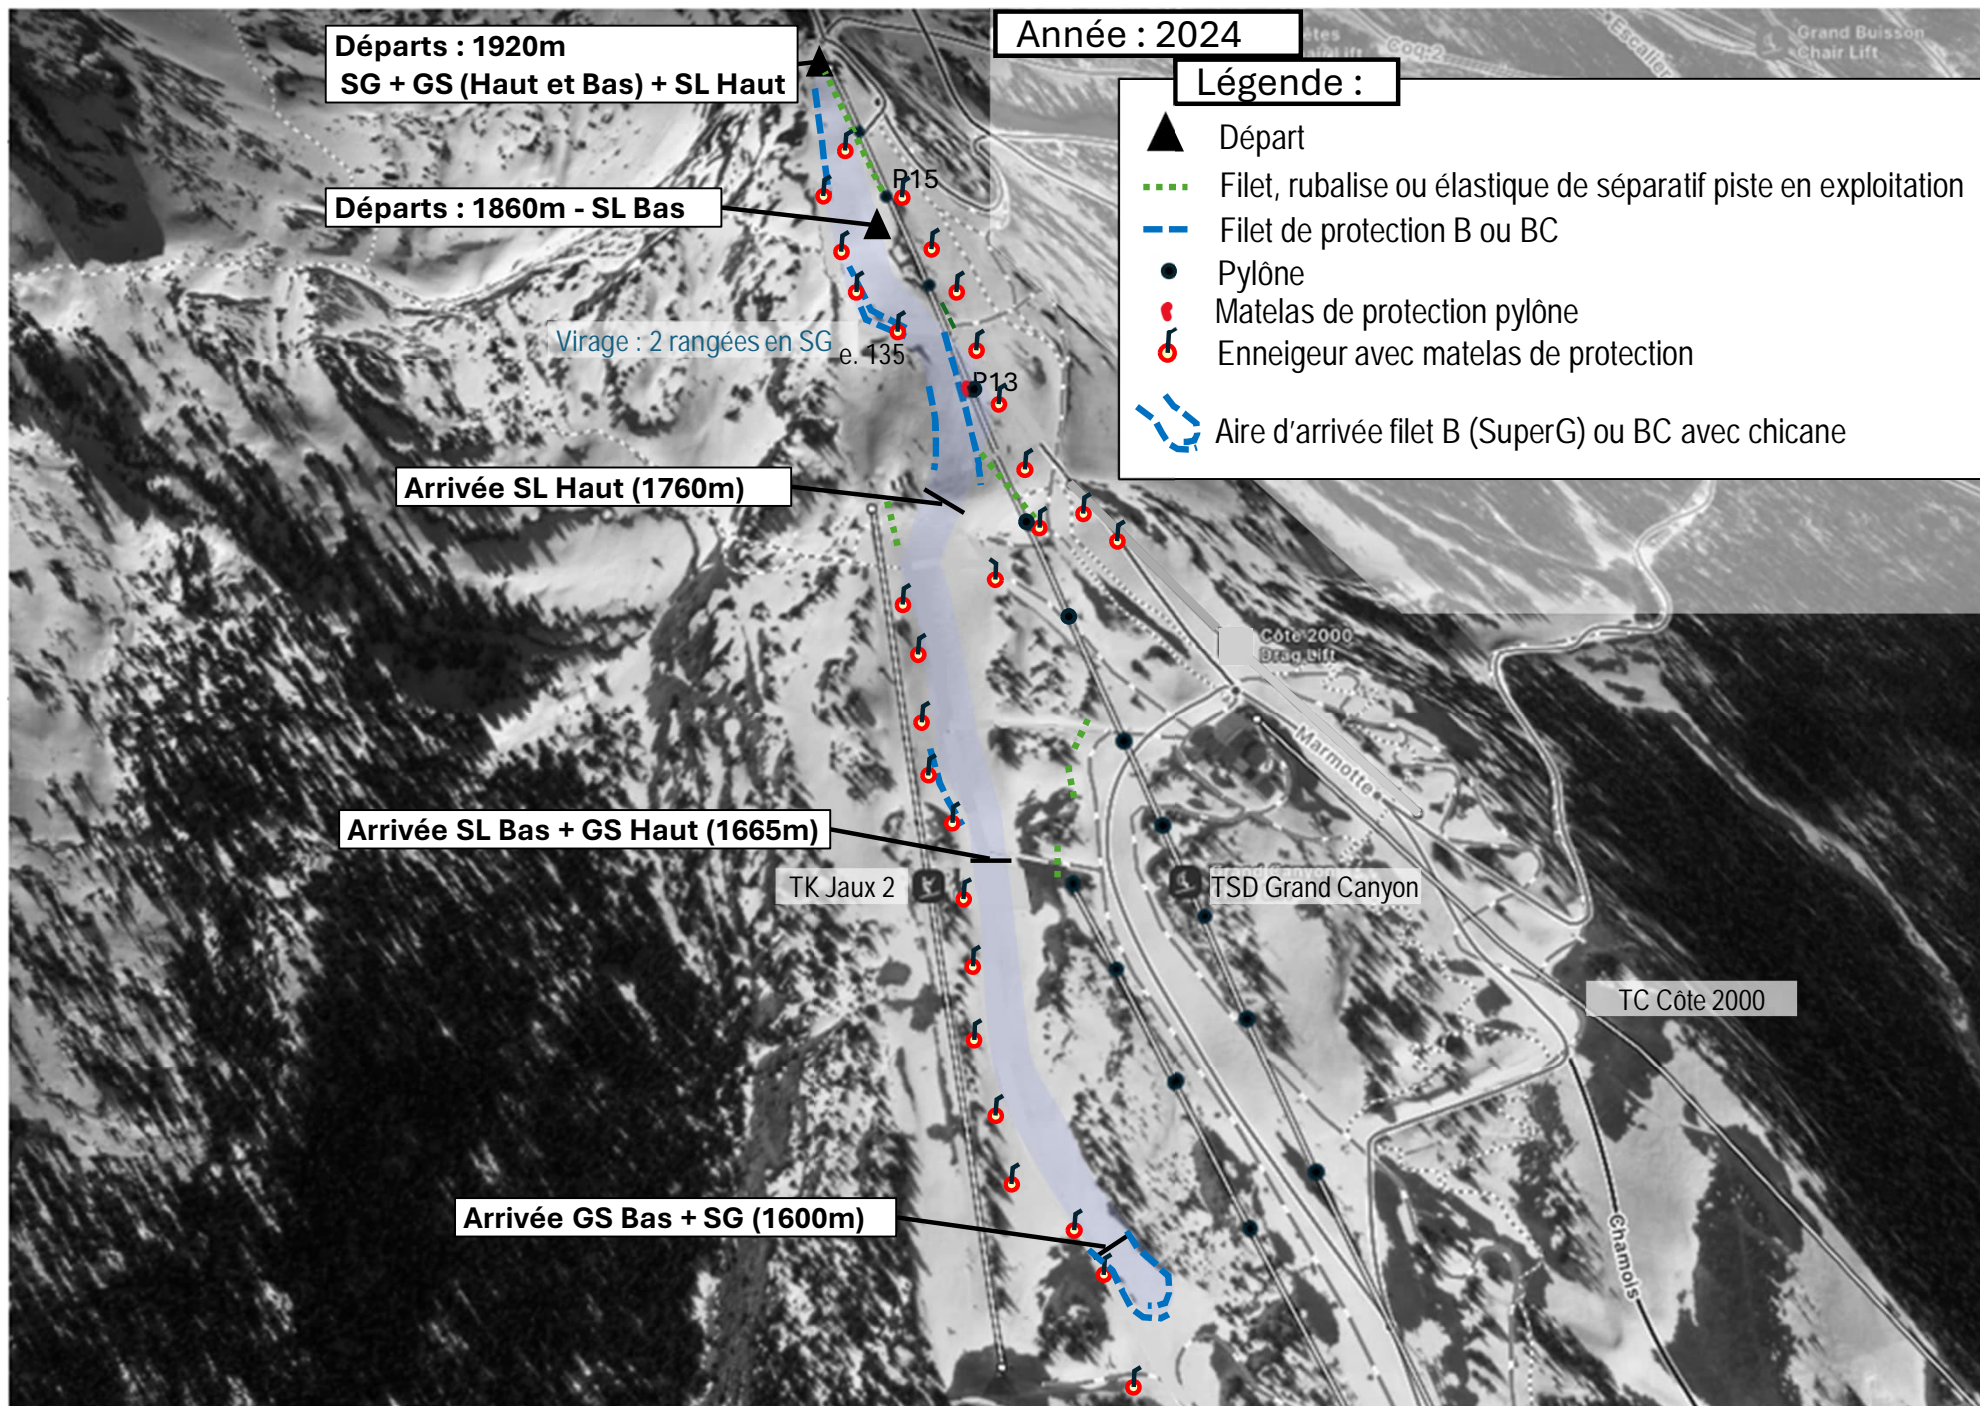 Année : 2024
Départs : 1920m
SG + GS (Haut et Bas) + SL Haut
Coq-2
Escaller
Grand Buisson
Chair Lift
Légende :
Départ
Filet, rubalise ou élastique de séparatif piste en exploitation
Filet de protection B ou BC
Pylône
Matelas de protection pylône
Enneigeur avec matelas de protection
Aire d'arrivée filet B (SuperG) ou BC avec chicane
P15
Départs : 1860m - SL Bas
Virage : 2 rangées en SG
e. 135
P13
Arrivée SL Haut (1760m)
Côte 2000
Drag Lift
Marmotte
Arrivée SL Bas + GS Haut (1665m)
TK Jaux 2
TSD Grand Canyon
TC Côte 2000
Arrivée GS Bas + SG (1600m)
Chamois